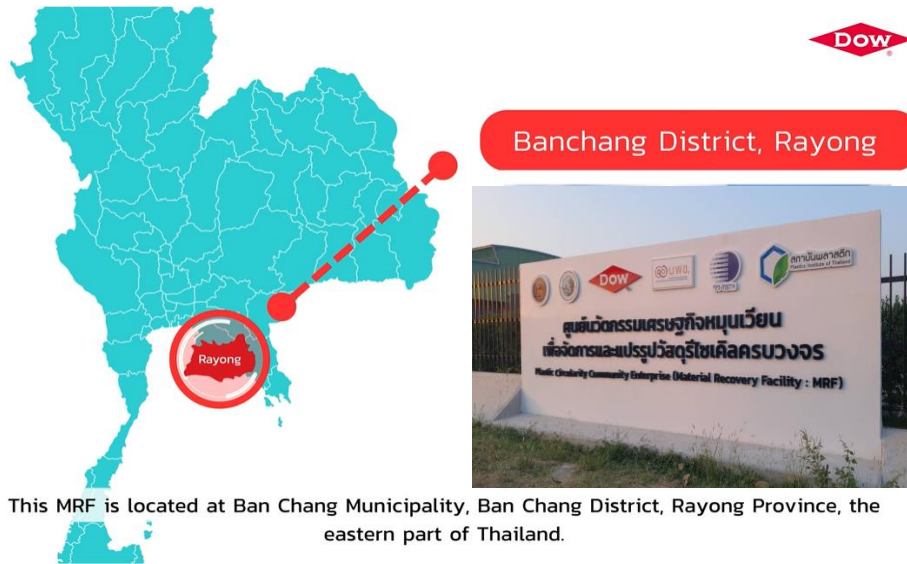 DOW
Banchang District, Rayong
Rayong
DOW
บพข.
สถาบันพลาสติก
Plastics Institute of Thailand
ศูนย์นวัตกรรมเศรษฐกิจหมุนเวียน
เพื่อจัดการและแปรรูปวัสดุรีไซเคิลครบวงจร
Plastic Circularity Community Enterprise (Material Recovery Facility : MRF)
This MRF is located at Ban Chang Municipality, Ban Chang District, Rayong Province, the
eastern part of Thailand.